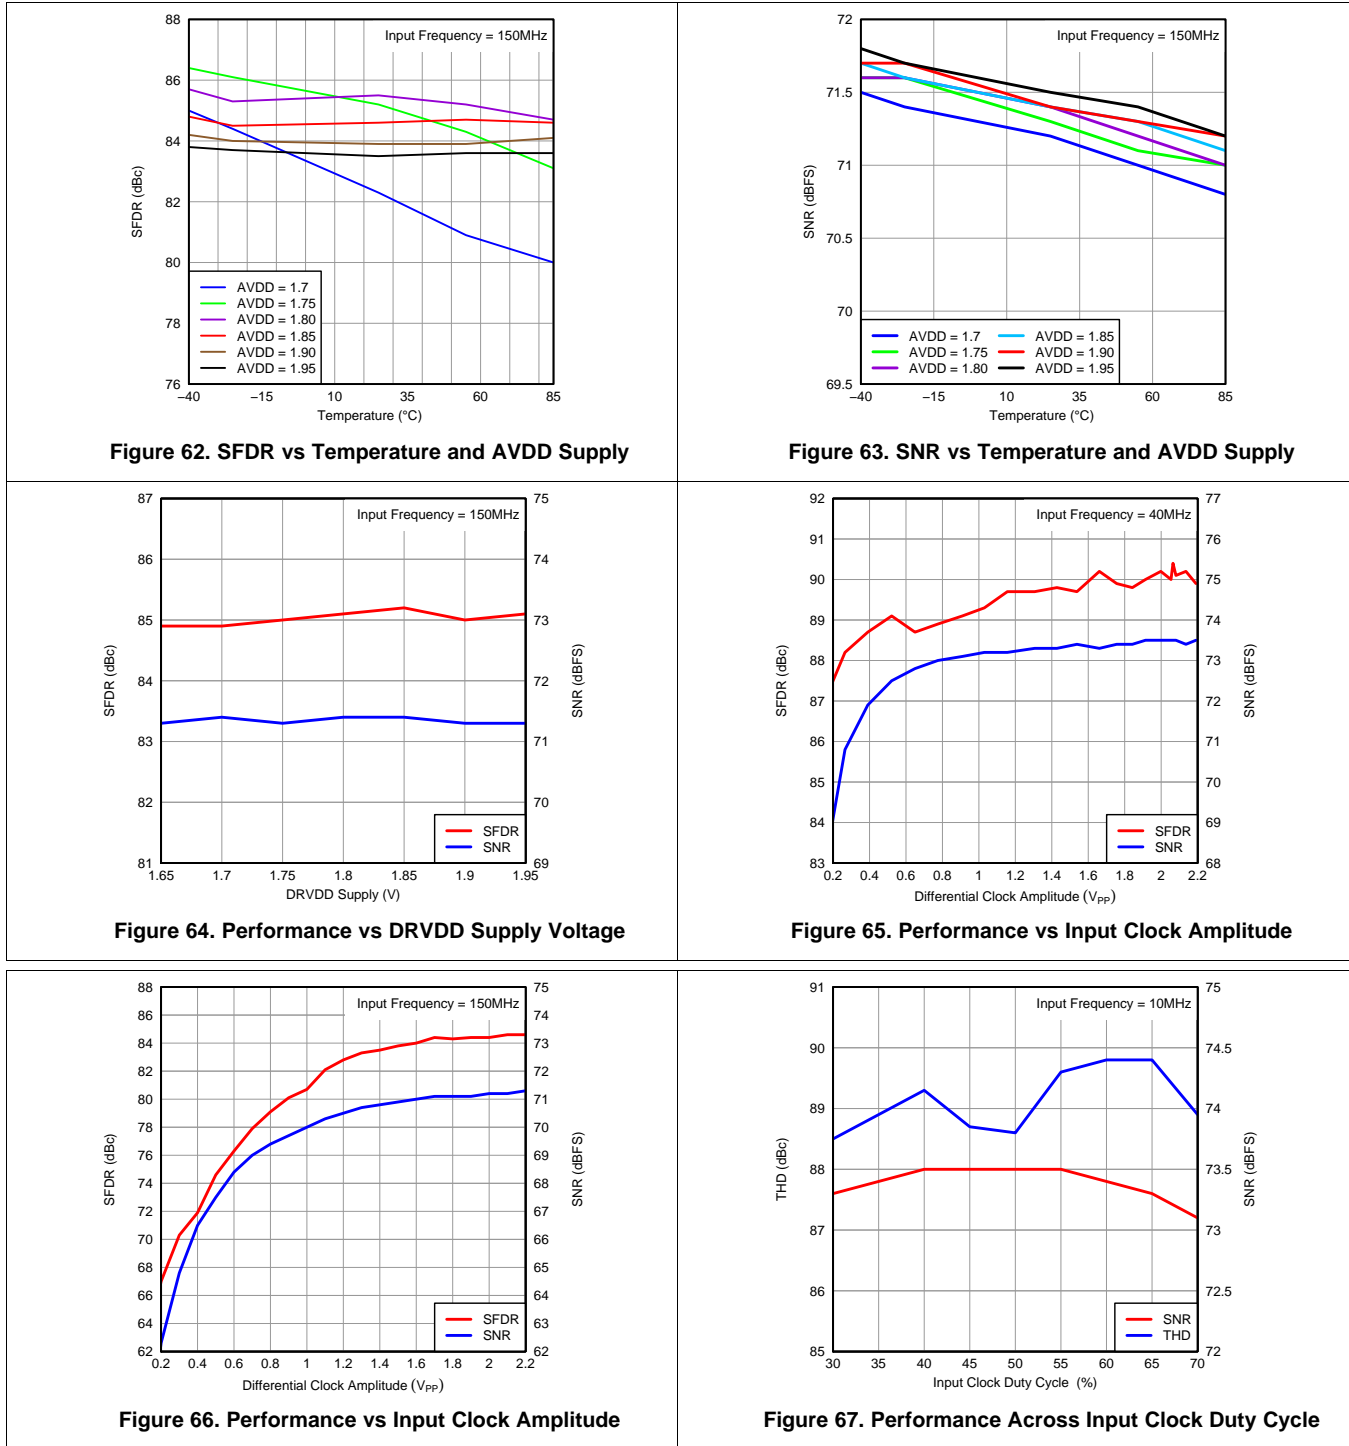 88
86
84
82
80
78
76
SFDR (dBc)
Input Frequency = 150MHz
AVDD = 1.7
AVDD = 1.75
AVDD = 1.80
AVDD = 1.85
AVDD = 1.90
AVDD = 1.95
−40 −15 10 35 60 85
Temperature (°C)
Figure 62. SFDR vs Temperature and AVDD Supply
72
71.5
71
70.5
70
69.5
SNR (dBFS)
Input Frequency = 150MHz
AVDD = 1.7 AVDD = 1.85
AVDD = 1.75 AVDD = 1.90
AVDD = 1.80 AVDD = 1.95
−40 −15 10 35 60 85
Temperature (°C)
Figure 63. SNR vs Temperature and AVDD Supply
87
86
85
84
83
82
81
SFDR (dBc)
Input Frequency = 150MHz
75
74
73
72
71
70
69
SNR (dBFS)
SFDR
SNR
1.65 1.7 1.75 1.8 1.85 1.9 1.95
DRVDD Supply (V)
Figure 64. Performance vs DRVDD Supply Voltage
92
91
90
89
88
87
86
85
84
83
SFDR (dBc)
Input Frequency = 40MHz
77
76
75
74
73
72
71
70
69
68
SNR (dBFS)
SFDR
SNR
0.2 0.4 0.6 0.8 1 1.2 1.4 1.6 1.8 2 2.2
Differential Clock Amplitude (VPP)
Figure 65. Performance vs Input Clock Amplitude
88
86
84
82
80
78
76
74
72
70
68
66
64
62
SFDR (dBc)
Input Frequency = 150MHz
75
74
73
72
71
70
69
68
67
66
65
64
63
62
SNR (dBFS)
SFDR
SNR
0.2 0.4 0.6 0.8 1 1.2 1.4 1.6 1.8 2 2.2
Differential Clock Amplitude (VPP)
Figure 66. Performance vs Input Clock Amplitude
91
90
89
88
87
86
85
THD (dBc)
Input Frequency = 10MHz
75
74.5
74
73.5
73
72.5
72
SNR (dBFS)
SNR
THD
30 35 40 45 50 55 60 65 70
Input Clock Duty Cycle (%)
Figure 67. Performance Across Input Clock Duty Cycle